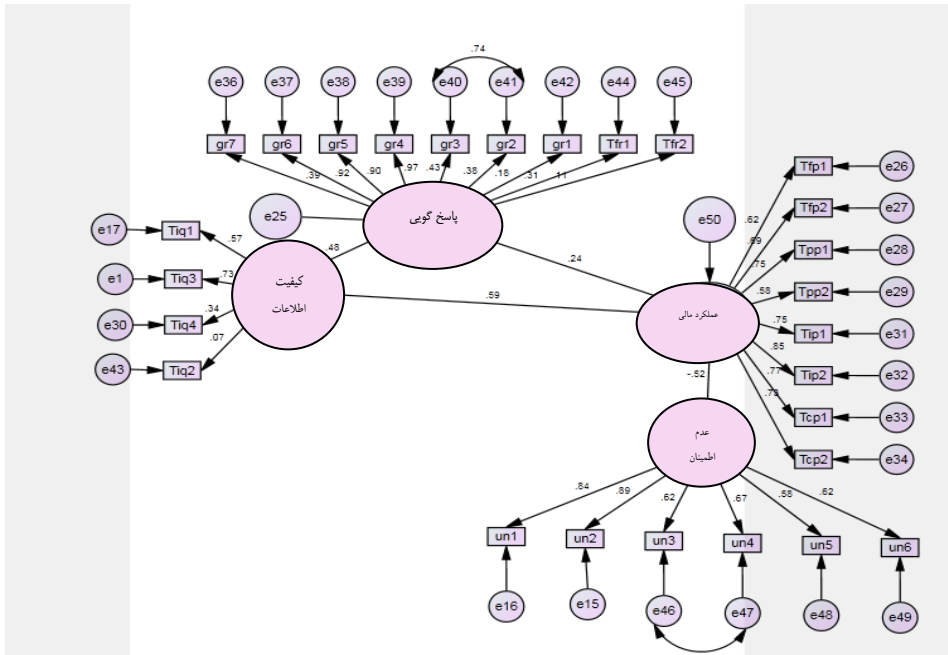 .74
e36 e37 e38 e39 e40 e41 e42 e44 e45
gr7 gr6 gr5 gr4 gr3 gr2 gr1 Tfr1 Tfr2
.39 .92 .90 .97 .43 .38 .18 .31 .11
پاسخ گویی
e25
.48
e17 Tiq1 .57
e1 Tiq3 .73
e30 Tiq4 .34
e43 Tiq2 .07
کیفیت
اطلاعات
.24
.59
e50
عملکرد مالی
.62 Tfp1 e26
.69 Tfp2 e27
.75 Tpp1 e28
.58 Tpp2 e29
.75 Tip1 e31
.85 Tip2 e32
.77 Tcp1 e33
.73 Tcp2 e34
-.52
عدم
اطمینان
.84 .89 .62 .67 .58 .62
un1 un2 un3 un4 un5 un6
e16 e15 e46 e47 e48 e49